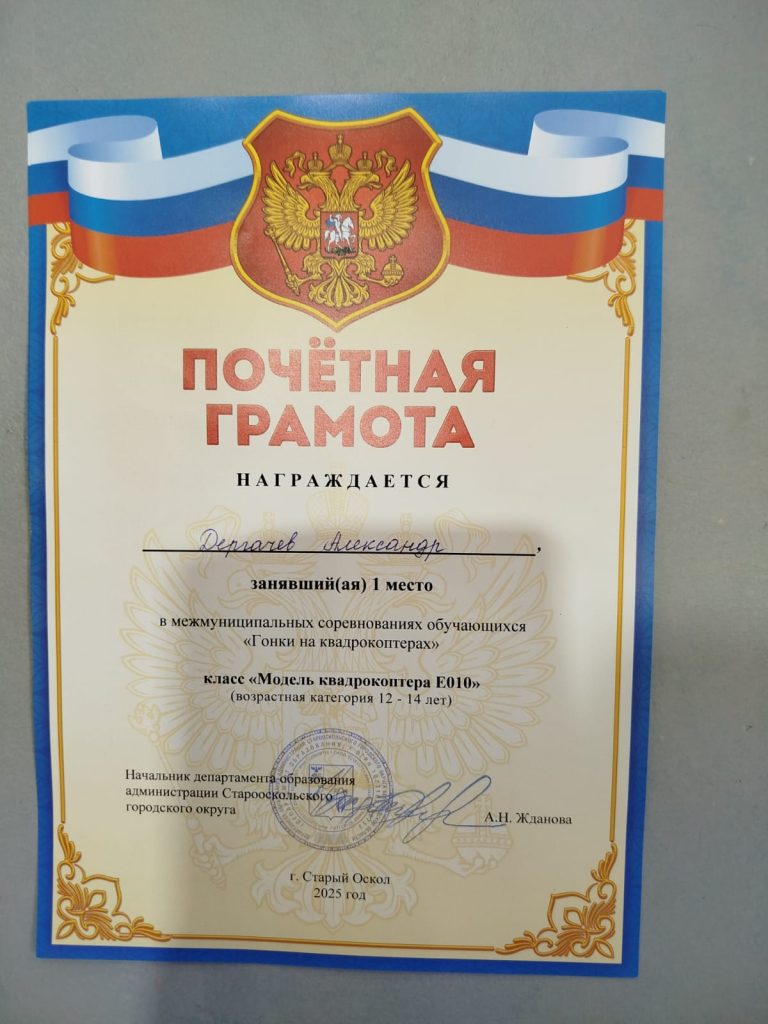 ПОЧЁТНАЯ
ГРАМОТА
НАГРАЖДАЕТСЯ
Дергачев Александр,
занявший(ая) 1 место
в межмуниципальных соревнованиях обучающихся
«Гонки на квадрокоптерах»
класс «Модель квадрокоптера Е010»
(возрастная категория 12 - 14 лет)
Начальник департамента образования
администрации Старооскольского
городского округа
А.Н. Жданова
г. Старый Оскол
2025 год